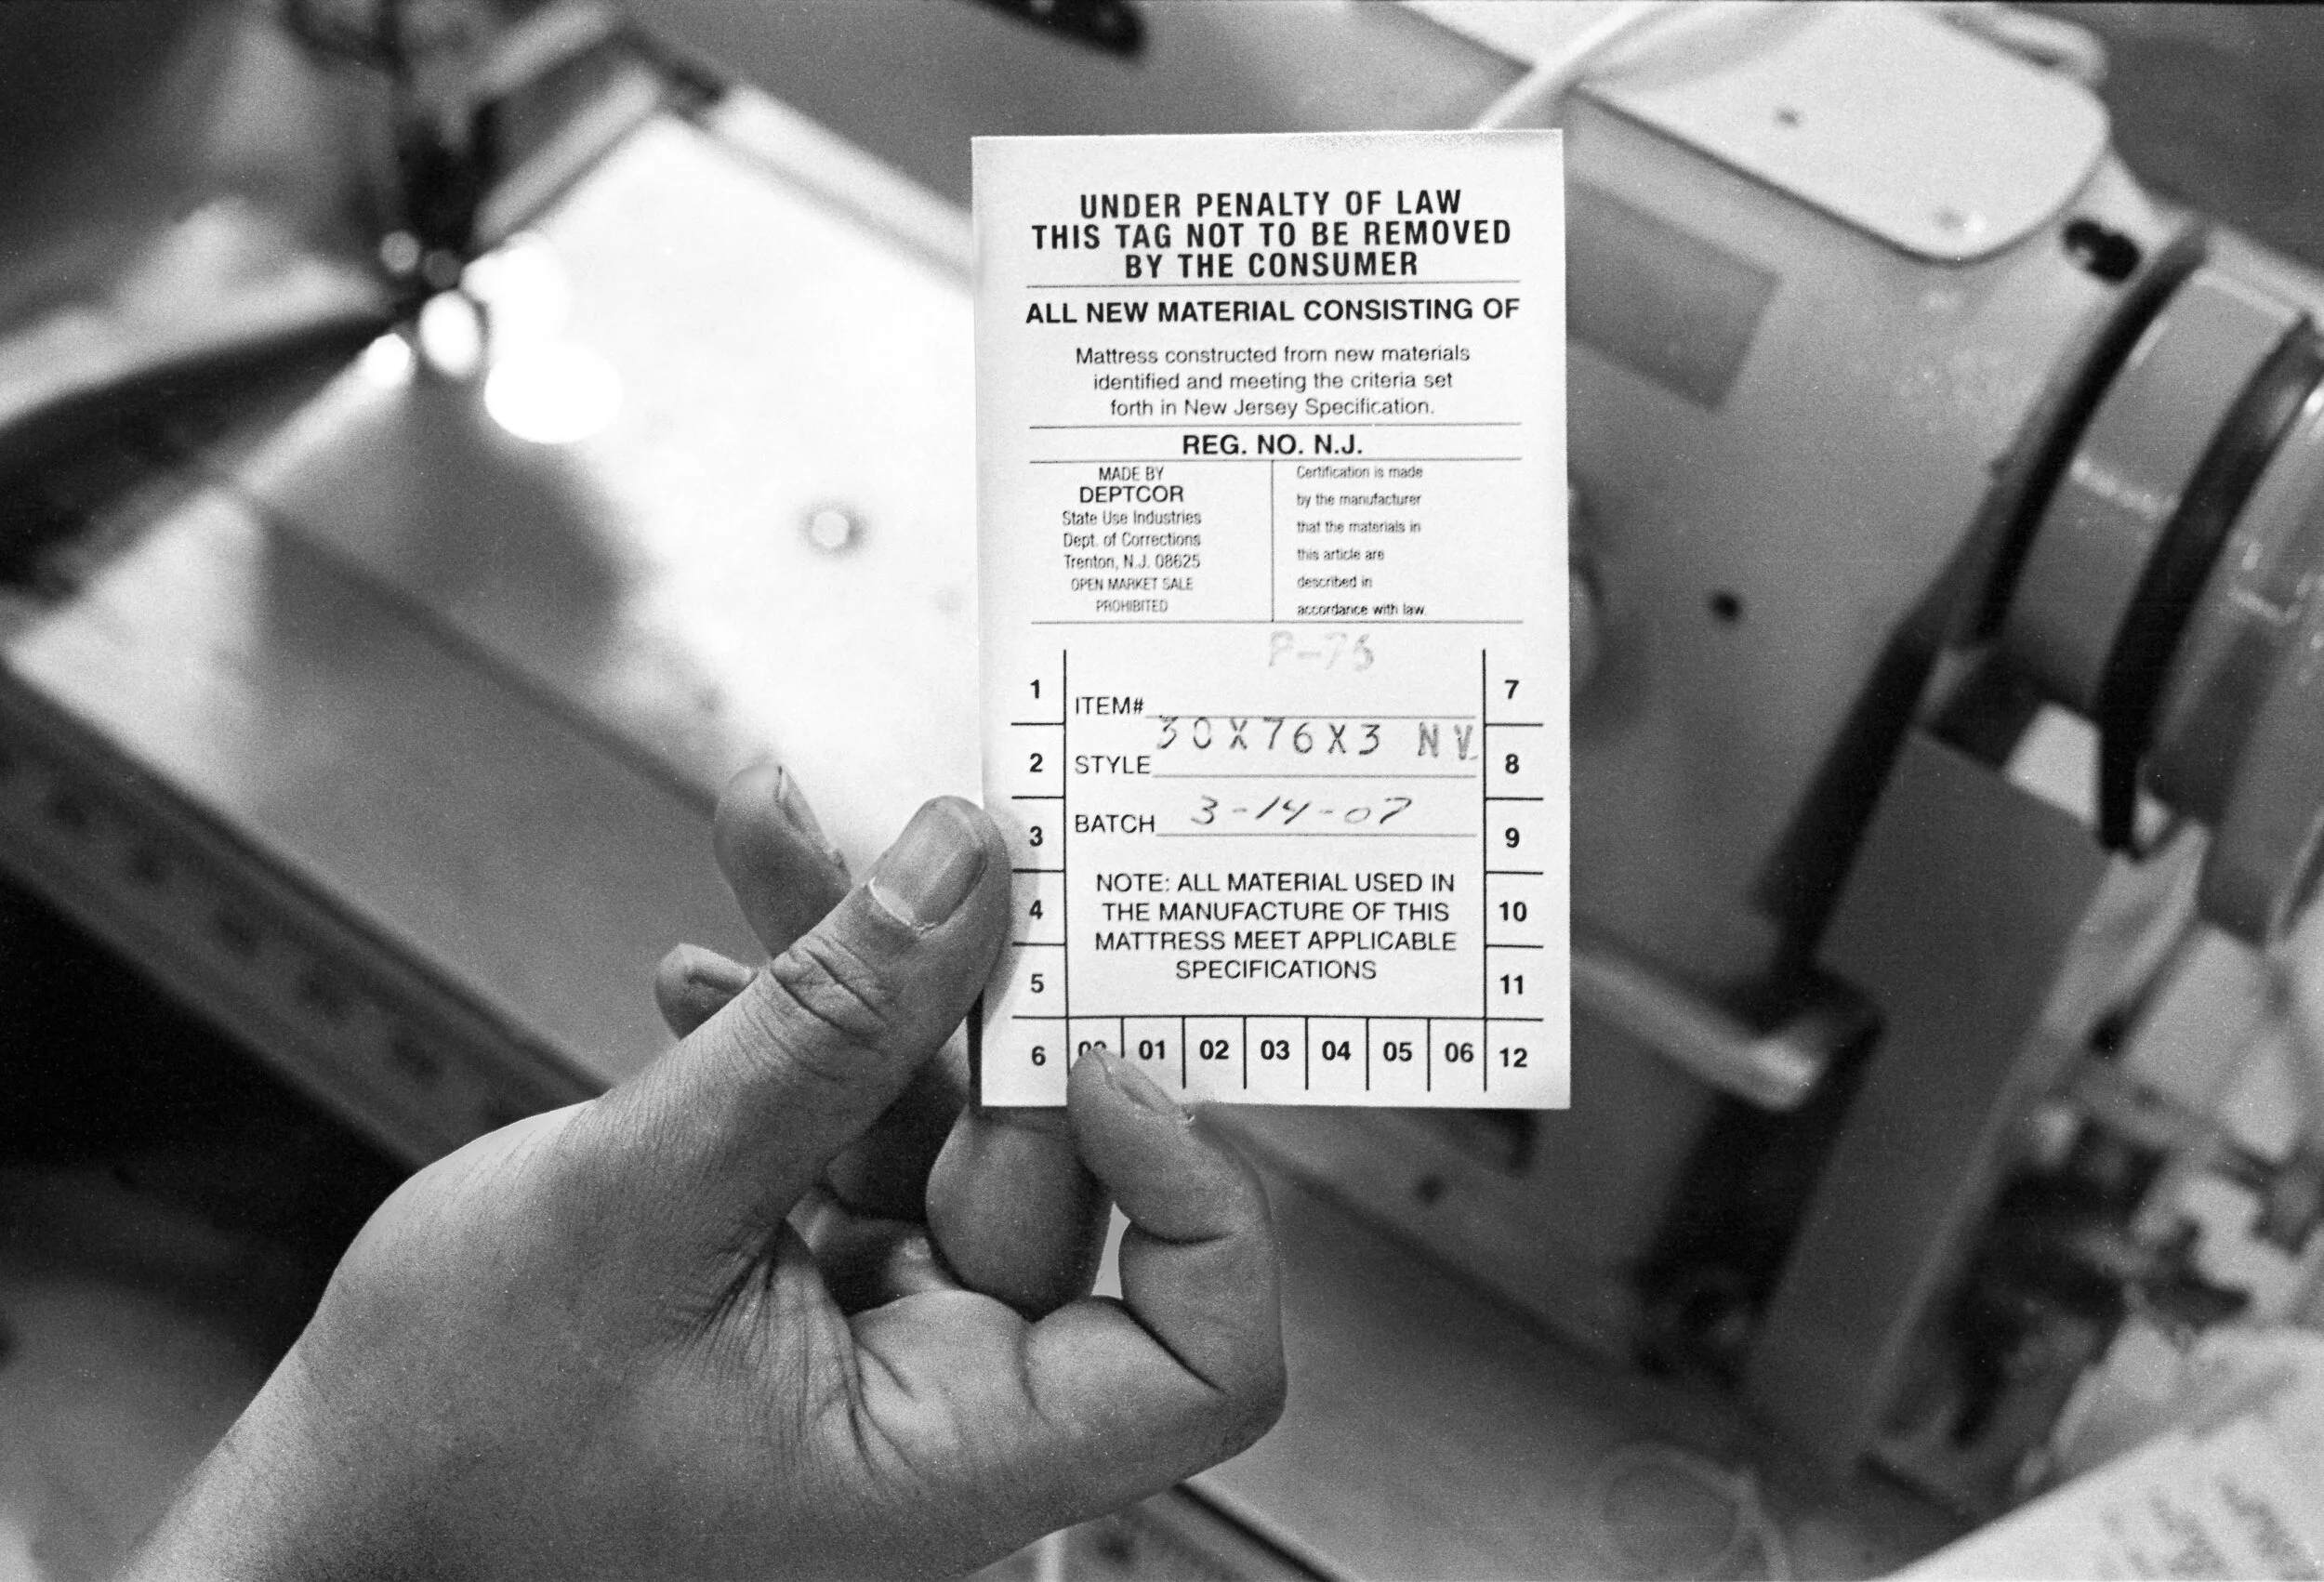 UNDER PENALTY OF LAW
THIS TAG NOT TO BE REMOVED
BY THE CONSUMER
ALL NEW MATERIAL CONSISTING OF
Mattress constructed from new materials
identified and meeting the criteria set
forth in New Jersey Specification.
REG. NO. N.J.
MADE BY
DEPTCOR
State Use Industries
Dept. of Corrections
Trenton, N.J. 08625
OPEN MARKET SALE
PROHIBITED
Certification is made
by the manufacturer
that the materials in
this article are
described in
accordance with law.
P-76
1
2
3
4
5
6
ITEM#
STYLE 30X76X3 NV
BATCH 3-14-07
NOTE: ALL MATERIAL USED IN
THE MANUFACTURE OF THIS
MATTRESS MEET APPLICABLE
SPECIFICATIONS
01 02 03 04 05 06
7
8
9
10
11
12